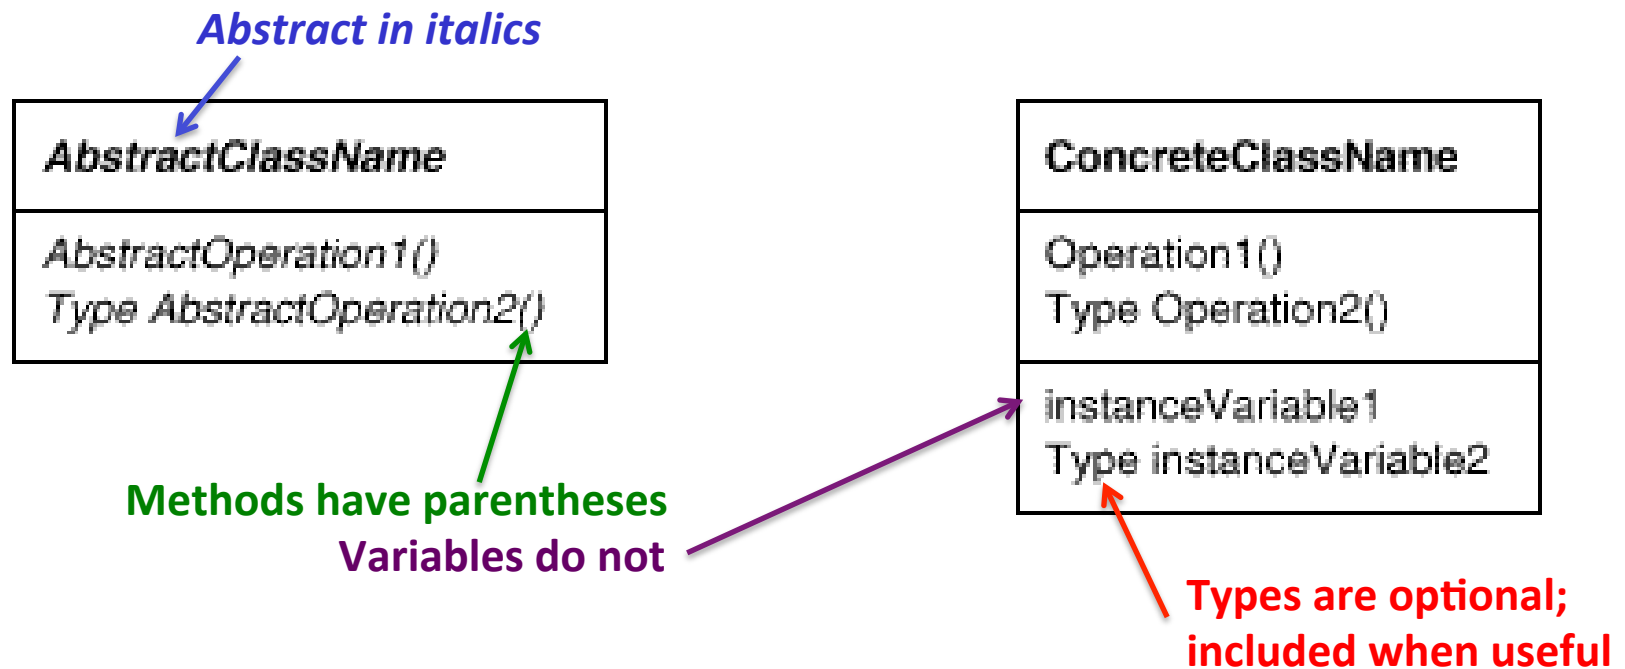 Abstract in italics
AbstractClassName
AbstractOperation1()
Type AbstractOperation2()
Methods have parentheses
Variables do not
ConcreteClassName
Operation1()
Type Operation2()
instanceVariable1
Type instanceVariable2
Types are optional;
included when useful